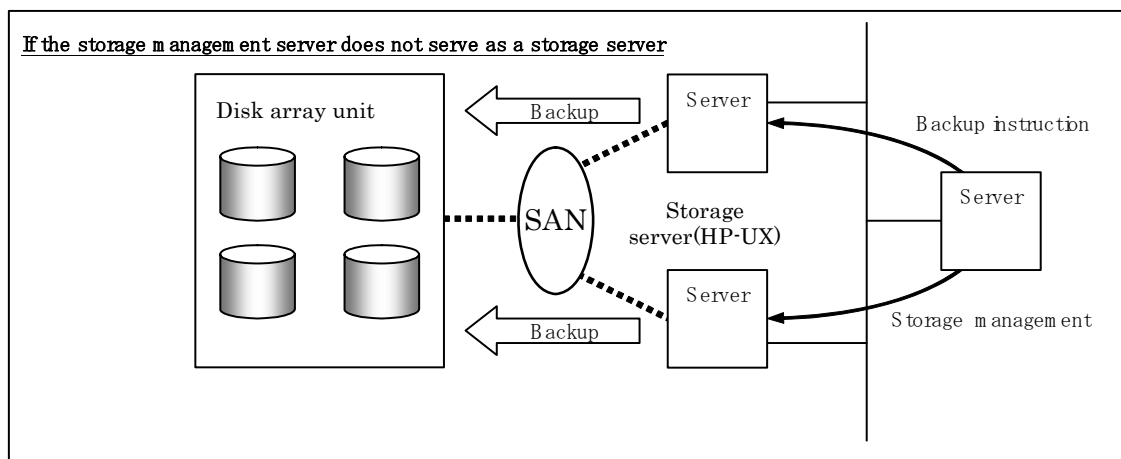 If the storage management server does not serve as a storage server
Disk array unit
Backup
Server
Backup instruction
SAN
Storage
server(HP-UX)
Server
Server
Backup
Storage management